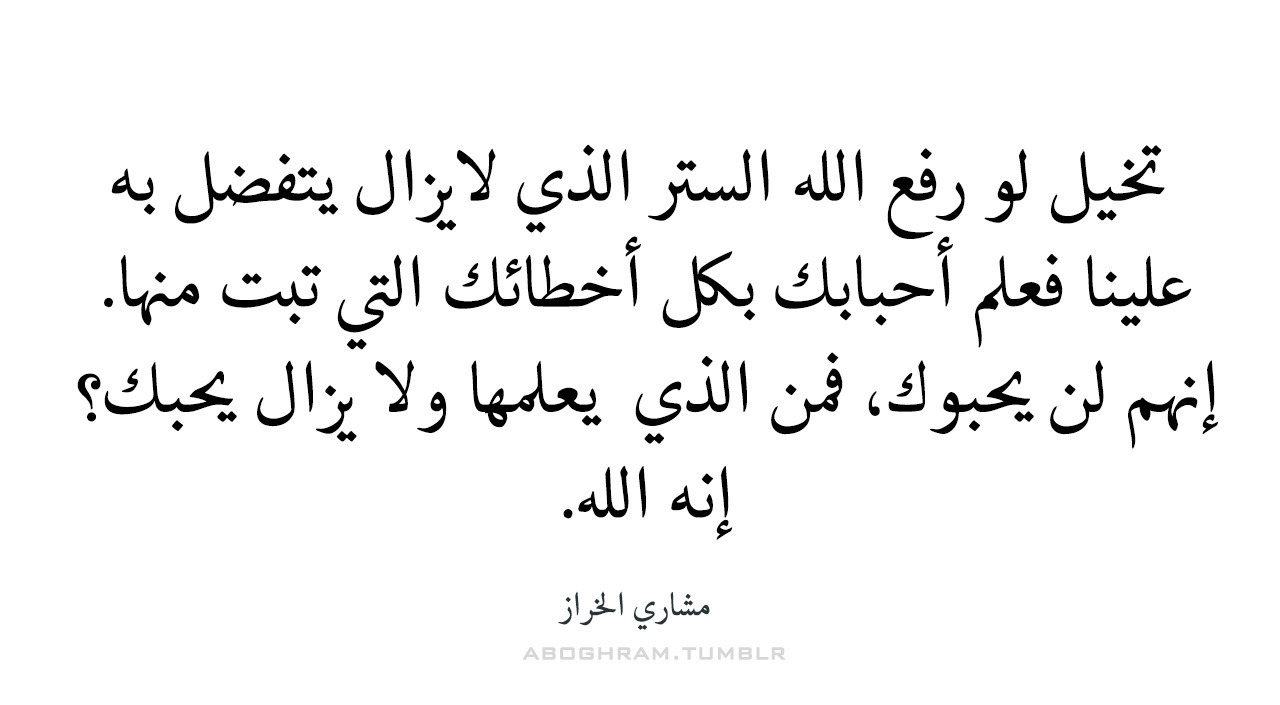 تخيل لو رفع الله الستر الذي لايزال يتفضل به
علينا فعلم أحبابك بكل أخطائك التي تبت منها.
إنهم لن يحبوك، فمن الذي يعلمها ولا يزال يحبك؟
إنه الله.
مشاري الخراز
ABOGHRAM.TUMBLR